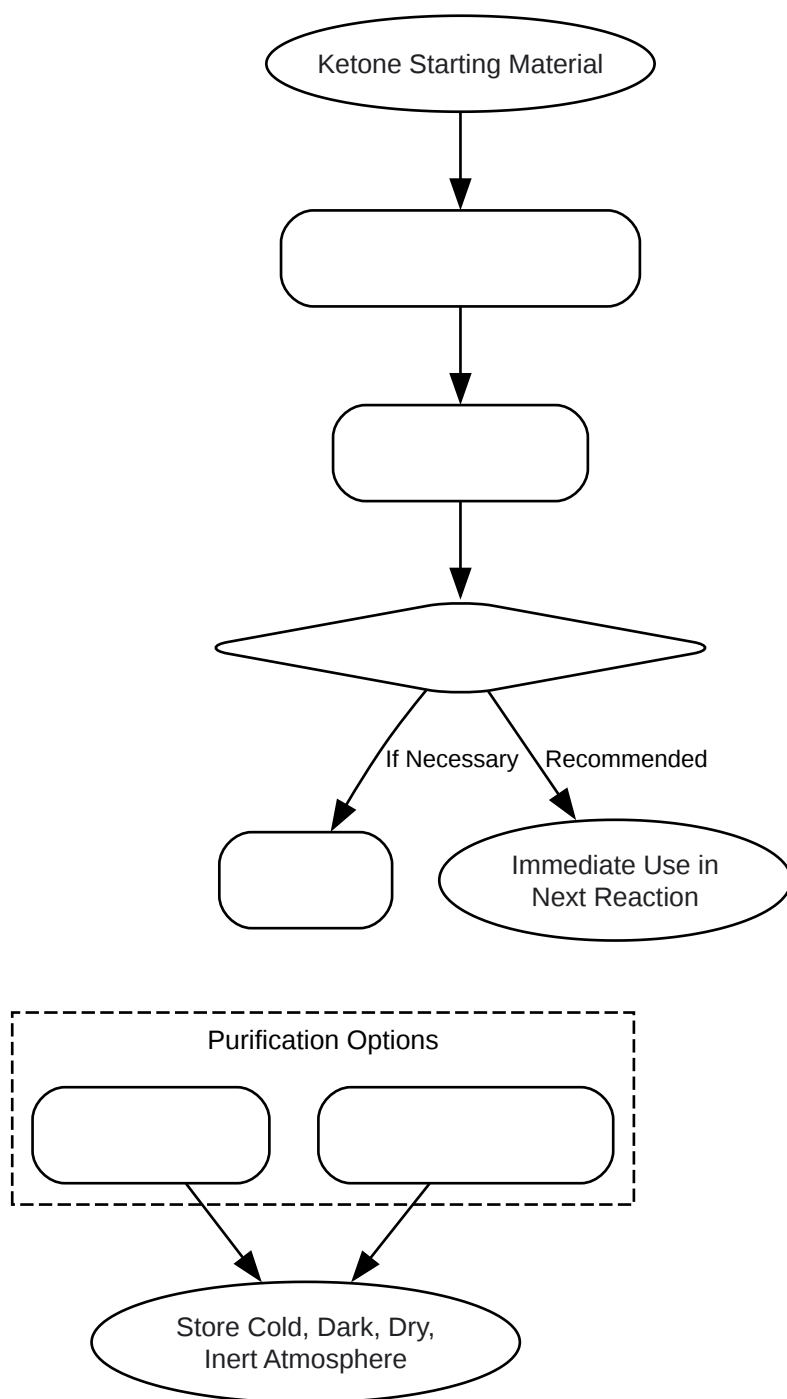 Ketone Starting Material
If Necessary
Recommended
Immediate Use in
Next Reaction
Purification Options
Store Cold, Dark, Dry,
Inert Atmosphere